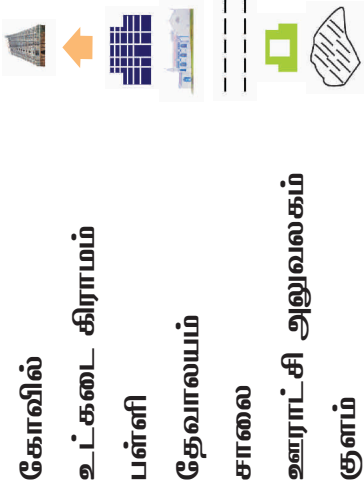 கோவில்
உட்கடை கிராமம்
பள்ளி
தேவாலயம்
சாலை
ஊராட்சி அலுவலகம்
குளம்